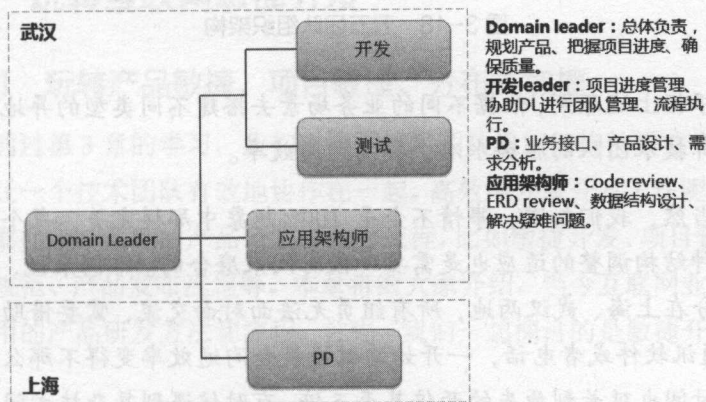 武汉
开发
测试
Domain Leader
应用架构师
PD
上海
Domain leader：总体负责，
规划产品、把握项目进度、确
保质量。
开发leader：项目进度管理、
协助DL进行团队管理、流程执
行。
PD：业务接口、产品设计、需
求分析。
应用架构师：code review、
ERD review、数据结构设计、
解决疑难问题。